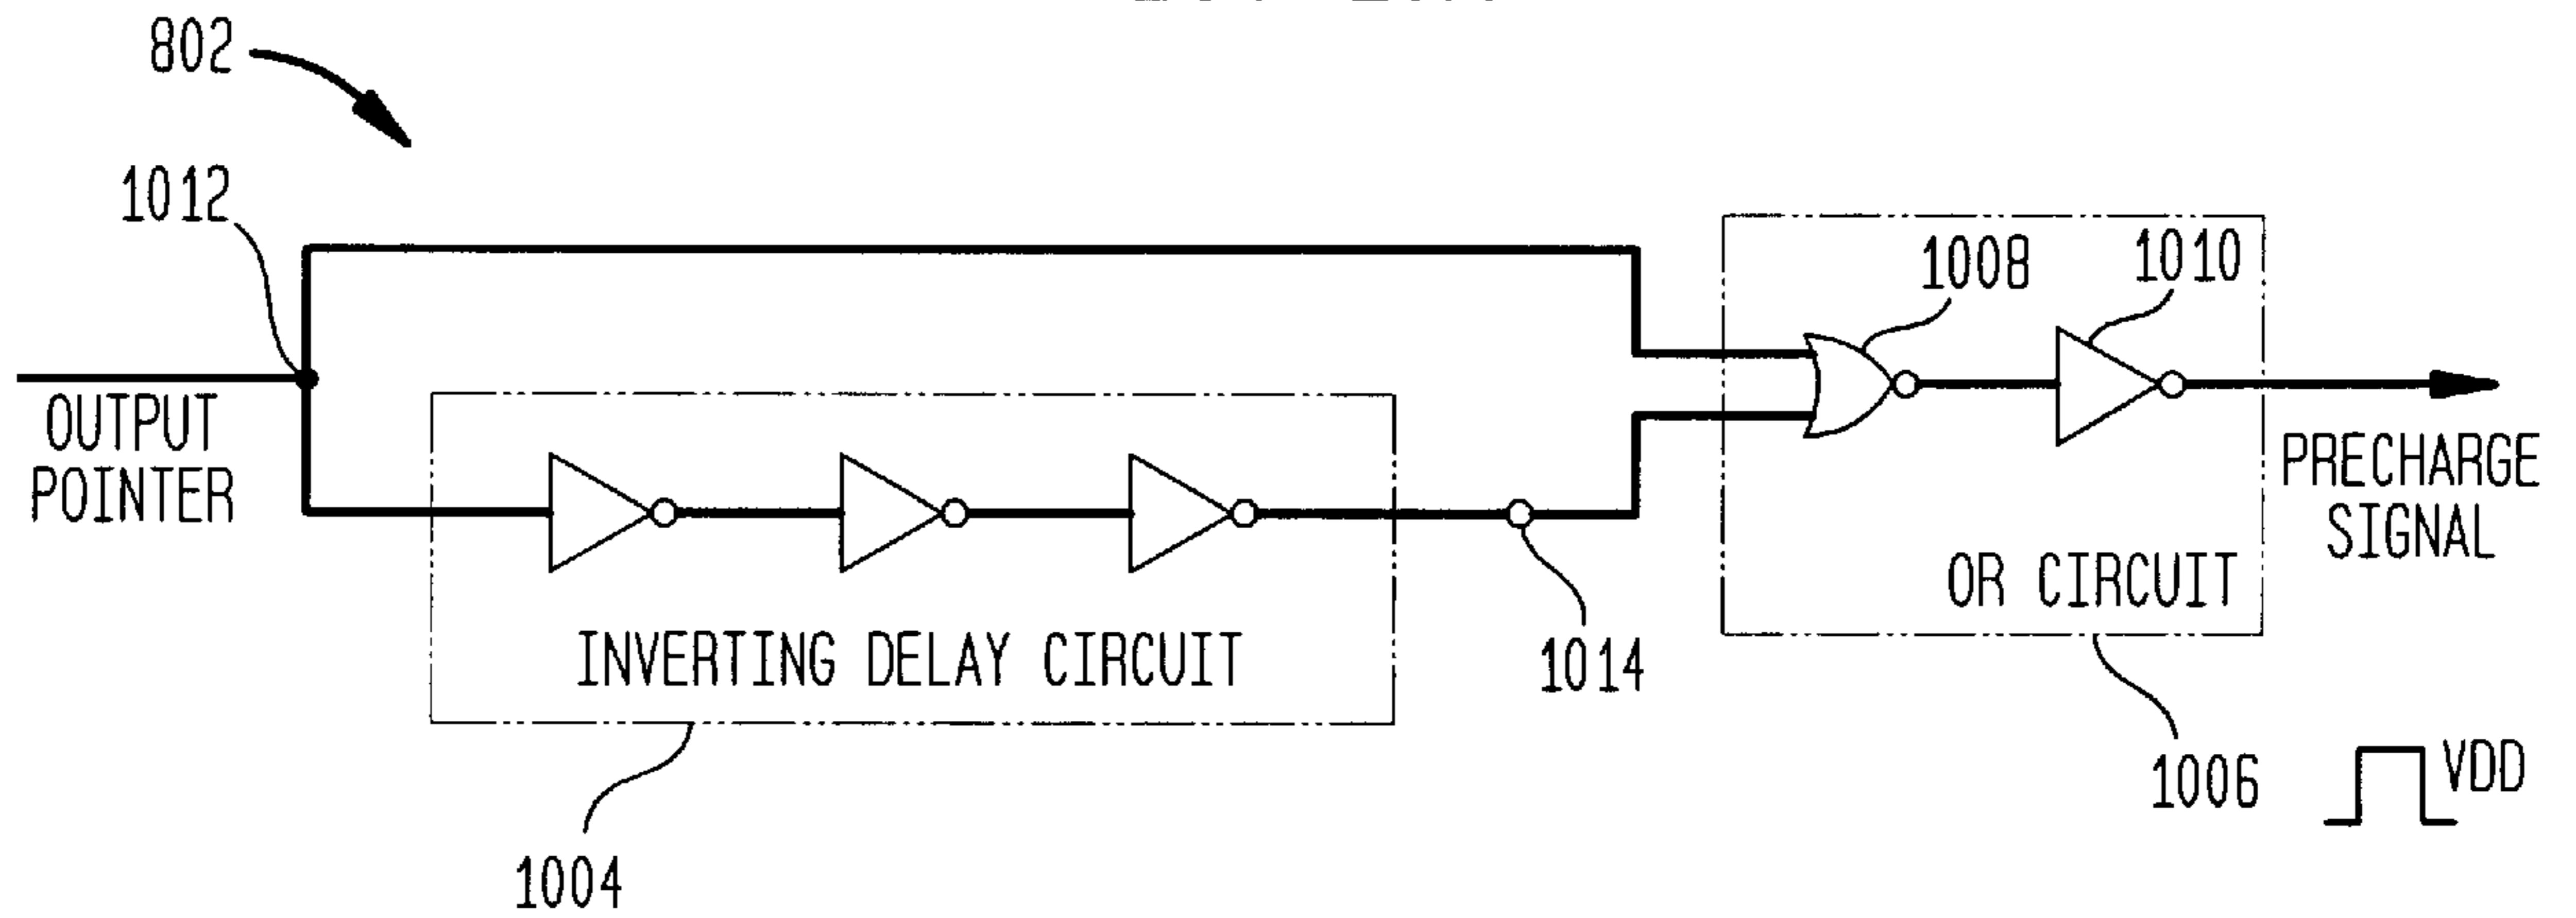 802
1012
1008
1010
OUTPUT
POINTER
PRECHARGE
SIGNAL
OR CIRCUIT
INVERTING DELAY CIRCUIT
1014
1004
1006
VDD